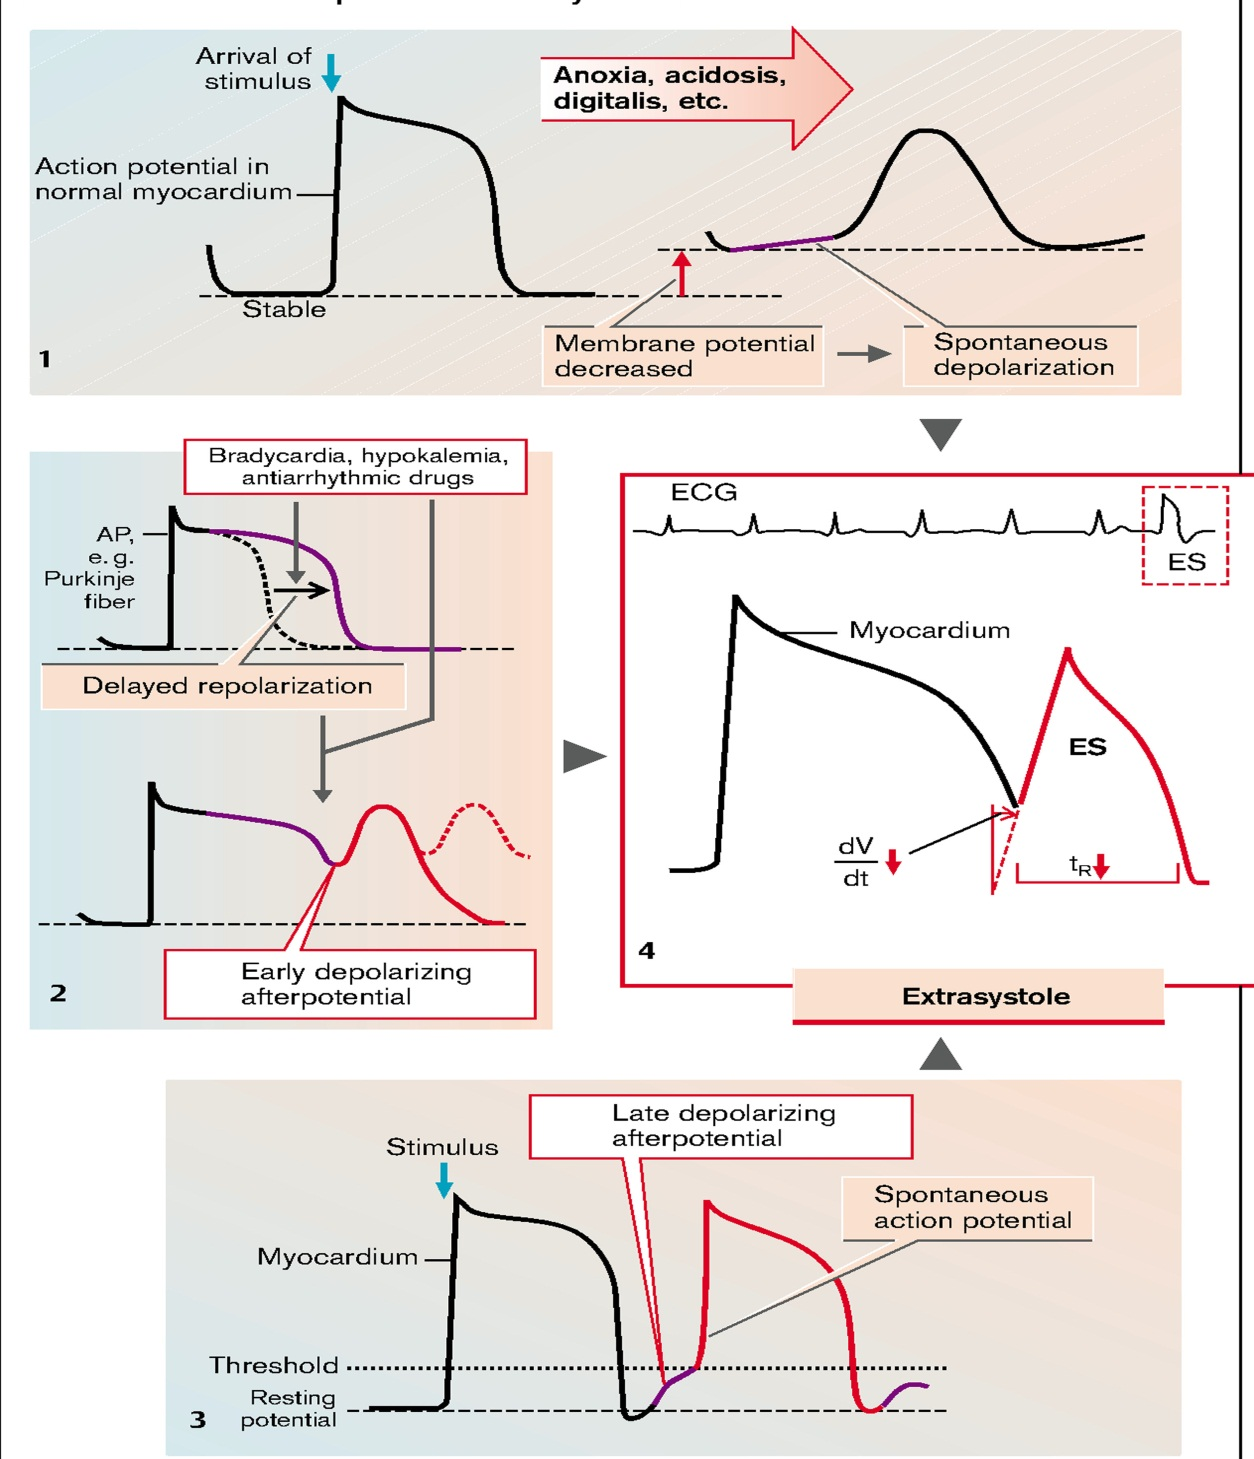 Arrival of
stimulus
Anoxia, acidosis,
digitalis, etc.
Action potential in
normal myocardium
Stable
Membrane potential
decreased
Spontaneous
depolarization
1
Bradycardia, hypokalemia,
antiarrhythmic drugs
AP,
e.g.
Purkinje
fiber
Delayed repolarization
Early depolarizing
afterpotential
2
ECG
ES
Myocardium
ES
dV
dt
tR
4
Extrasystole
Late depolarizing
afterpotential
Stimulus
Spontaneous
action potential
Myocardium
Threshold
Resting
potential
3